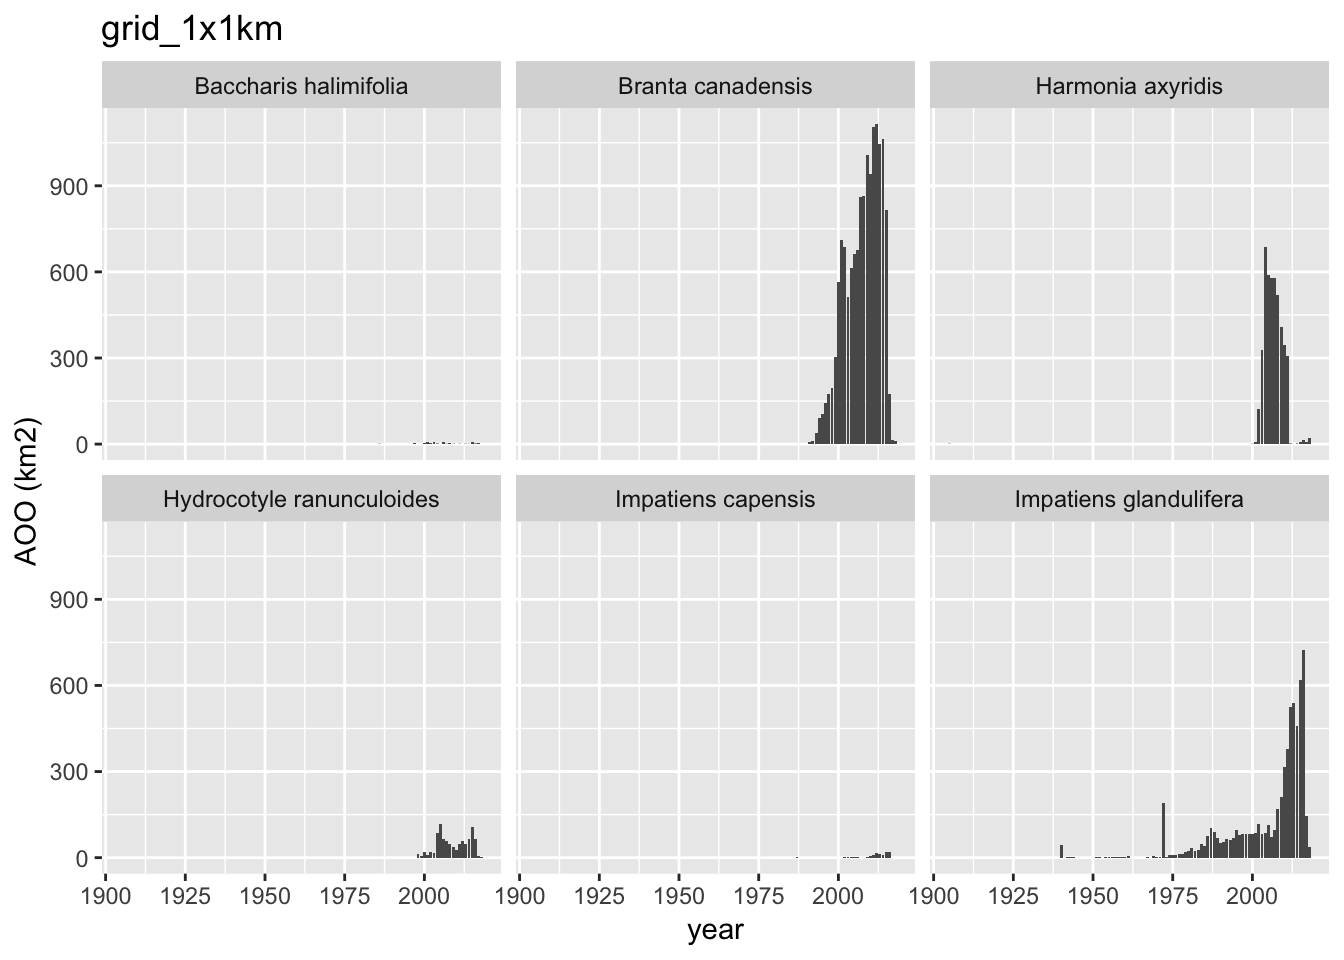 grid_1x1km
Baccharis halimifolia
Branta canadensis
Harmonia axyridis
900
600
300
0
Hydrocotyle ranunculoides
Impatiens capensis
Impatiens glandulifera
900
600
300
0
AOO (km2)
1900 1925 1950 1975 2000
1900 1925 1950 1975 2000
1900 1925 1950 1975 2000
year